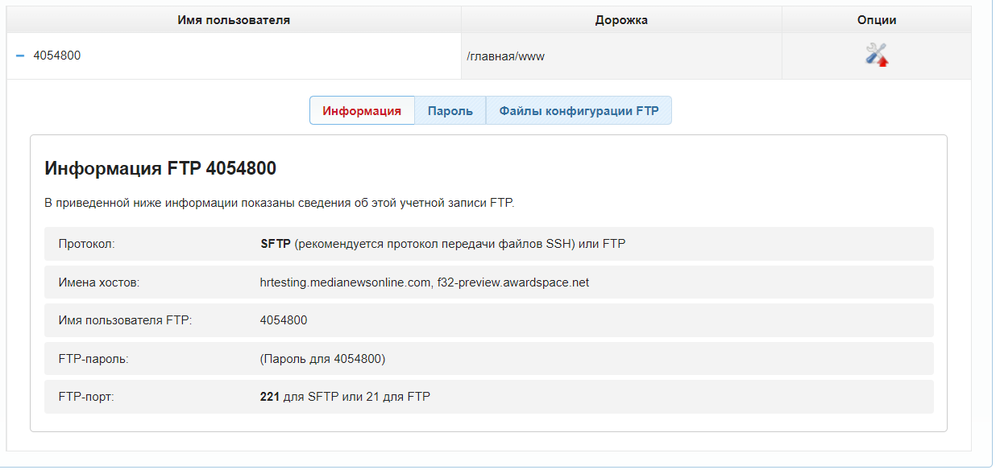 Имя пользователя Дорожка Опции
4054800 /главная/www
Информация Пароль Файлы конфигурации FTP
Информация FTP 4054800
В приведенной ниже информации показаны сведения об этой учетной записи FTP.
Протокол: SFTP (рекомендуется протокол передачи файлов SSH) или FTP
Имена хостов: hrtesting.medianewsonline.com, f32-preview.awardspace.net
Имя пользователя FTP: 4054800
FTP-пароль: (Пароль для 4054800)
FTP-порт: 221 для SFTP или 21 для FTP